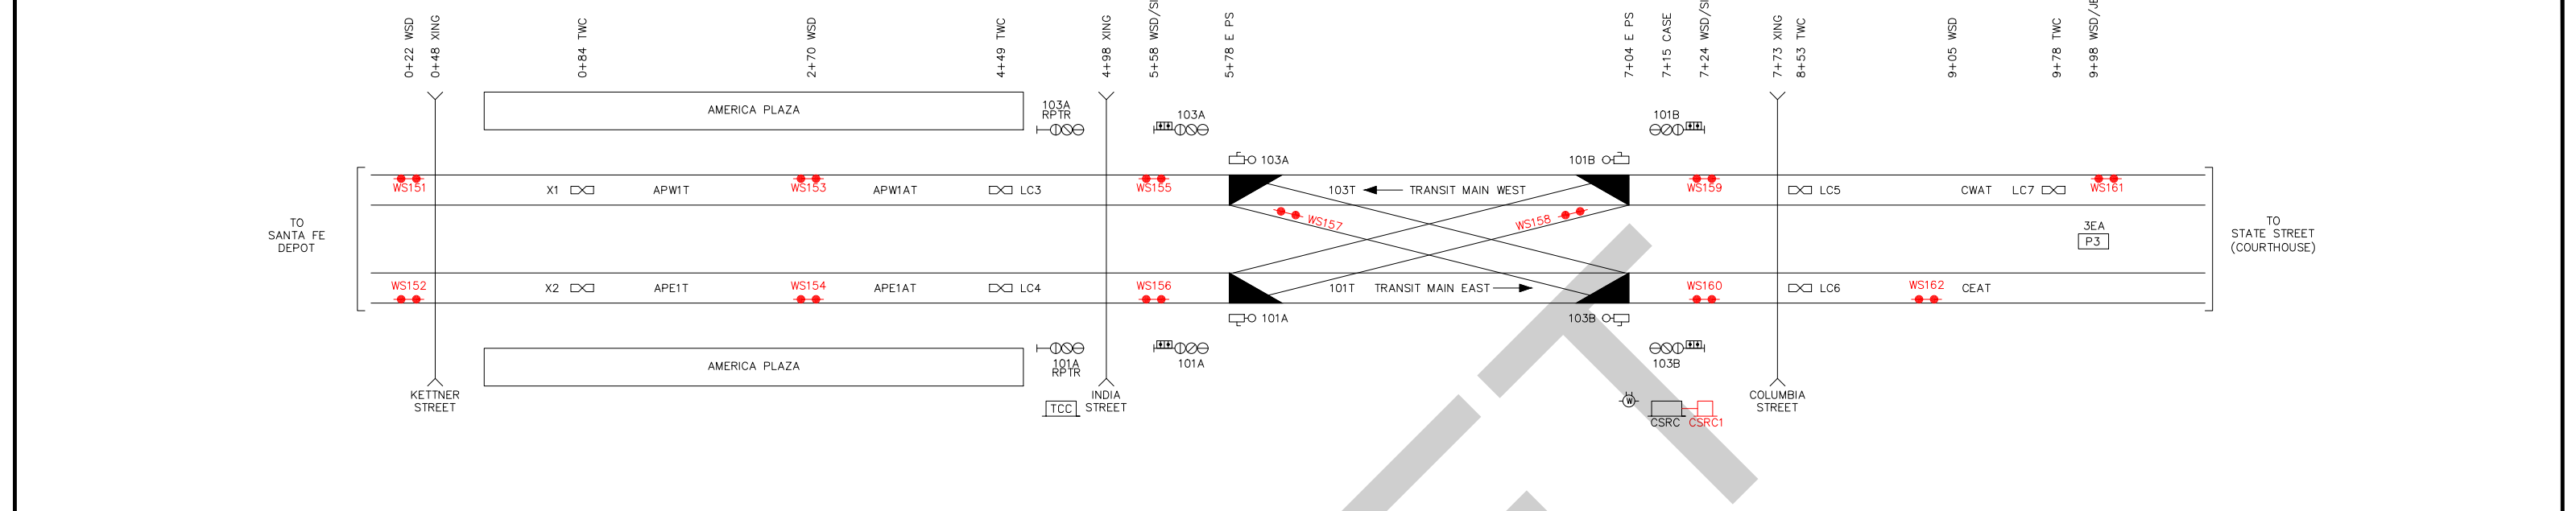 0+22 WSD
0+48 XING
0+84 TWC
2+70 WSD
4+49 TWC
4+98 XING
5+58 WSD/
5+78 E PS
7+04 E PS
7+15 CASE
7+24 WSD/
7+73 XING
8+53 TWC
9+05 WSD
9+78 TWC
9+98 WSD/
AMERICA PLAZA
103A
RPTR
103A
101B
103A
101B
WS151
X1
APW1T
WS153
APW1AT
LC3
WS155
103T
TRANSIT MAIN WEST
WS159
LC5
CWAT
LC7
WS161
WS157
WS158
TO
SANTA FE
DEPOT
3EA
P3
TO
STATE STREET
(COURTHOUSE)
WS152
X2
APE1T
WS154
APE1AT
LC4
WS156
101T
TRANSIT MAIN EAST
WS160
LC6
WS162
CEAT
101A
103B
AMERICA PLAZA
101A
RPTR
101A
103B
KETTNER
STREET
TCC
INDIA
STREET
W
CSRC
CSRC1
COLUMBIA
STREET